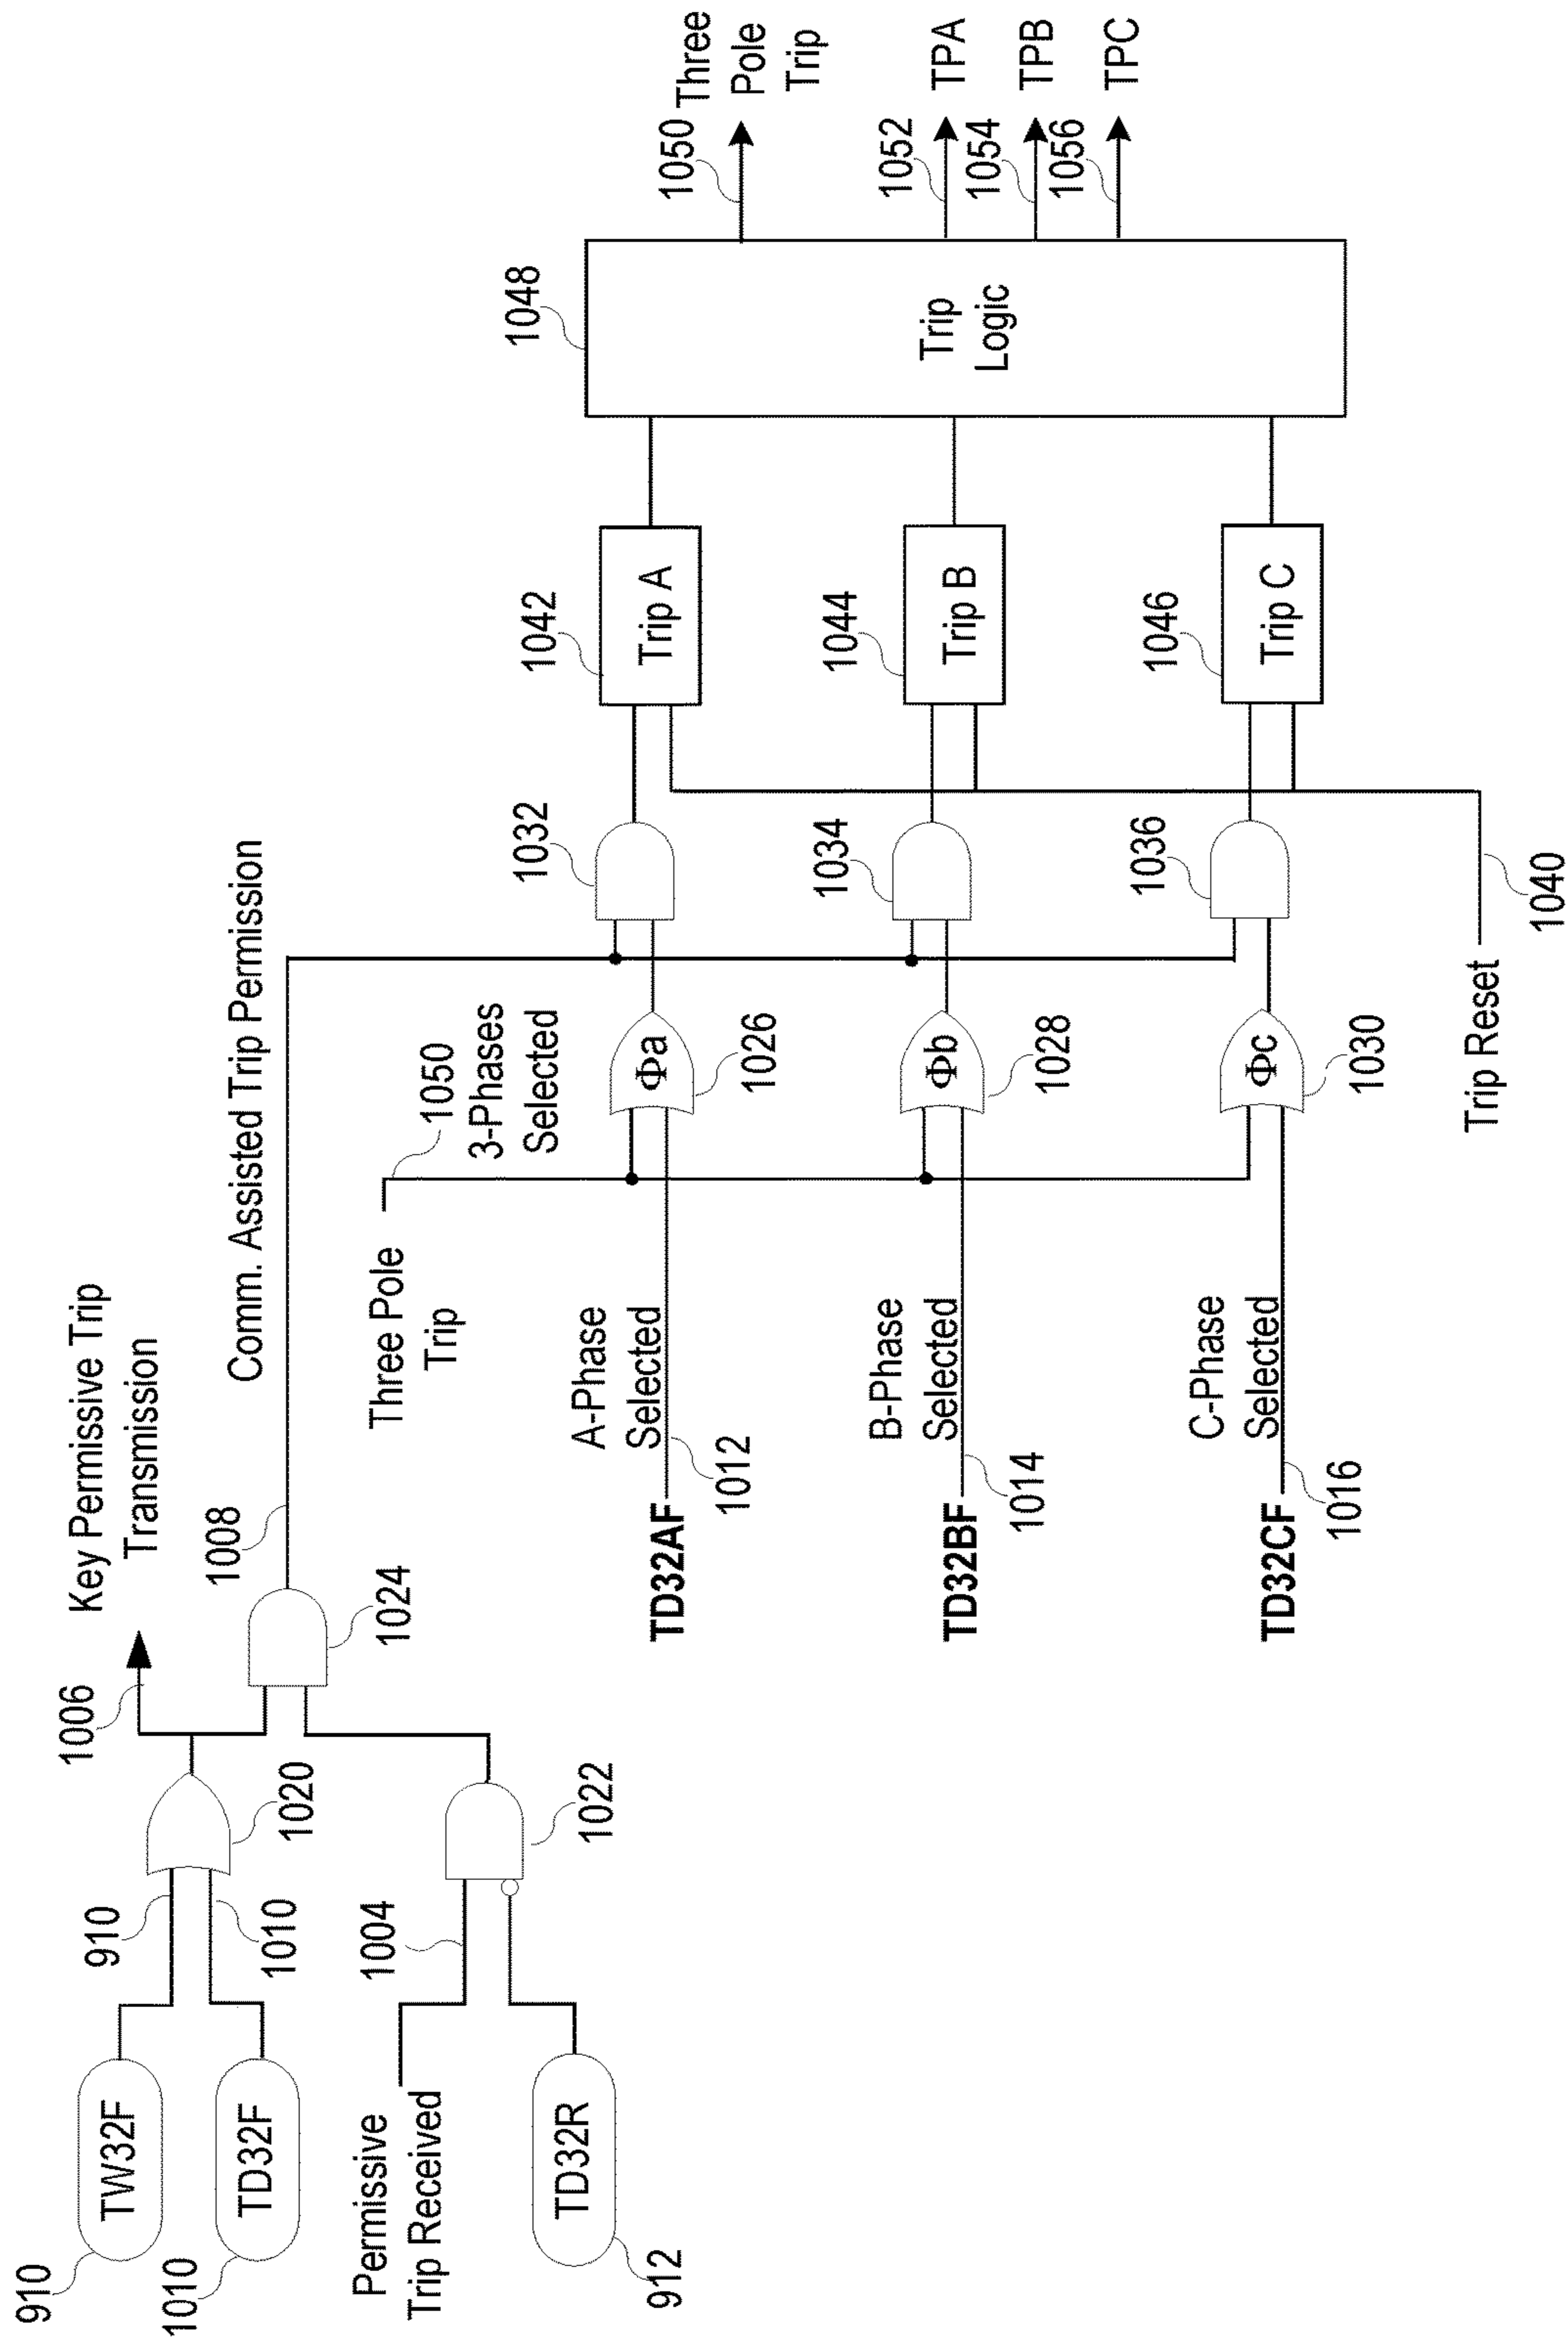 910
TW32F
910
1010
TD32F
1010
1020
1006
Key Permissive Trip
Transmission
Permissive
Trip Received
1004
912
TD32R
1022
1024
1008
Comm. Assisted Trip Permission
Three Pole
Trip
1050
3-Phases
Selected
TD32AF
A-Phase
Selected
1012
Φa
1026
1032
1042
Trip A
TD32BF
B-Phase
Selected
1014
Φb
1028
1034
1044
Trip B
TD32CF
C-Phase
Selected
1016
Φc
1030
1036
1046
Trip C
Trip Reset
1040
1048
Trip
Logic
1050
Three
Pole
Trip
1052
TPA
1054
TPB
1056
TPC